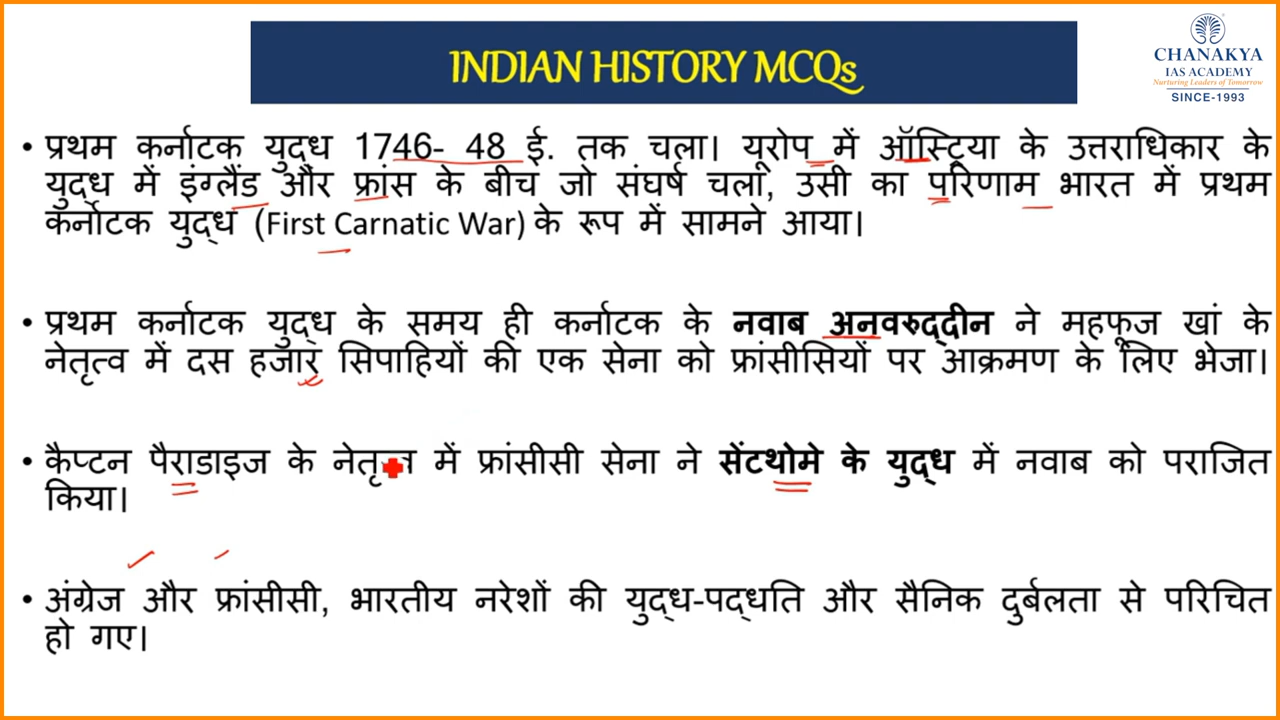 INDIAN HISTORY MCQs
CHANAKYA
IAS ACADEMY
Nurturing Leaders of Tomorrow
SINCE-1993
• प्रथम कर्नाटक युद्ध 1746- 48 ई. तक चला। यूरोप में ऑस्ट्रिया के उत्तराधिकार के
युद्ध में इंग्लैंड और फ्रांस के बीच जो संघर्ष चला, उसी का परिणाम भारत में प्रथम
कर्नाटक युद्ध (First Carnatic War) के रूप में सामने आया।
• प्रथम कर्नाटक युद्ध के समय ही कर्नाटक के नवाब अनवरुद्दीन ने महफूज खां के
नेतृत्व में दस हजार सिपाहियों की एक सेना को फ्रांसीसियों पर आक्रमण के लिए भेजा।
• कैप्टन पैराडाइज के में फ्रांसीसी सेना ने सेंटथोमे के युद्ध में नवाब को पराजित
किया।
• अंग्रेज और फ्रांसीसी, भारतीय नरेशों की युद्ध-पद्धति और सैनिक दुर्बलता से परिचित
हो गए।